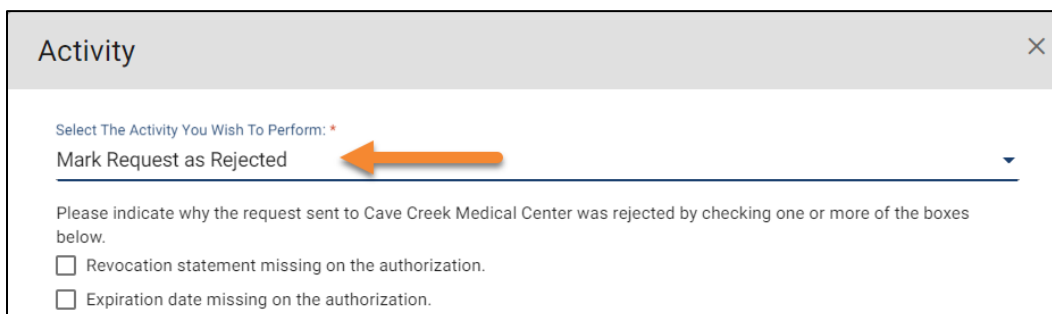 Activity
Select The Activity You Wish To Perform: *
Mark Request as Rejected
Please indicate why the request sent to Cave Creek Medical Center was rejected by checking one or more of the boxes
below.
Revocation statement missing on the authorization.
Expiration date missing on the authorization.